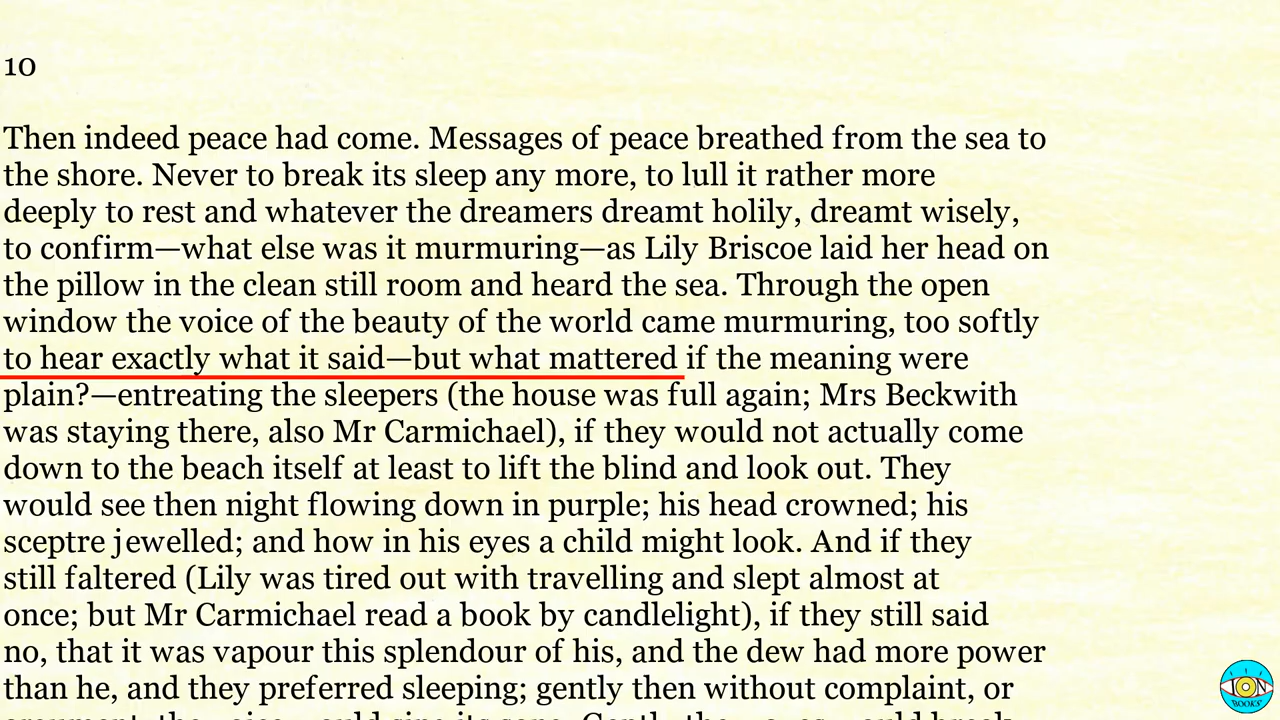 10
Then indeed peace had come. Messages of peace breathed from the sea to
the shore. Never to break its sleep any more, to lull it rather more
deeply to rest and whatever the dreamers dreamt holily, dreamt wisely,
to confirm—what else was it murmuring—as Lily Briscoe laid her head on
the pillow in the clean still room and heard the sea. Through the open
window the voice of the beauty of the world came murmuring, too softly
to hear exactly what it said—but what mattered if the meaning were
plain?—entreating the sleepers (the house was full again; Mrs Beckwith
was staying there, also Mr Carmichael), if they would not actually come
down to the beach itself at least to lift the blind and look out. They
would see then night flowing down in purple; his head crowned; his
sceptre jewelled; and how in his eyes a child might look. And if they
still faltered (Lily was tired out with travelling and slept almost at
once; but Mr Carmichael read a book by candlelight), if they still said
no, that it was vapour this splendour of his, and the dew had more power
than he, and they preferred sleeping; gently then without complaint, or
ION
BOOKS